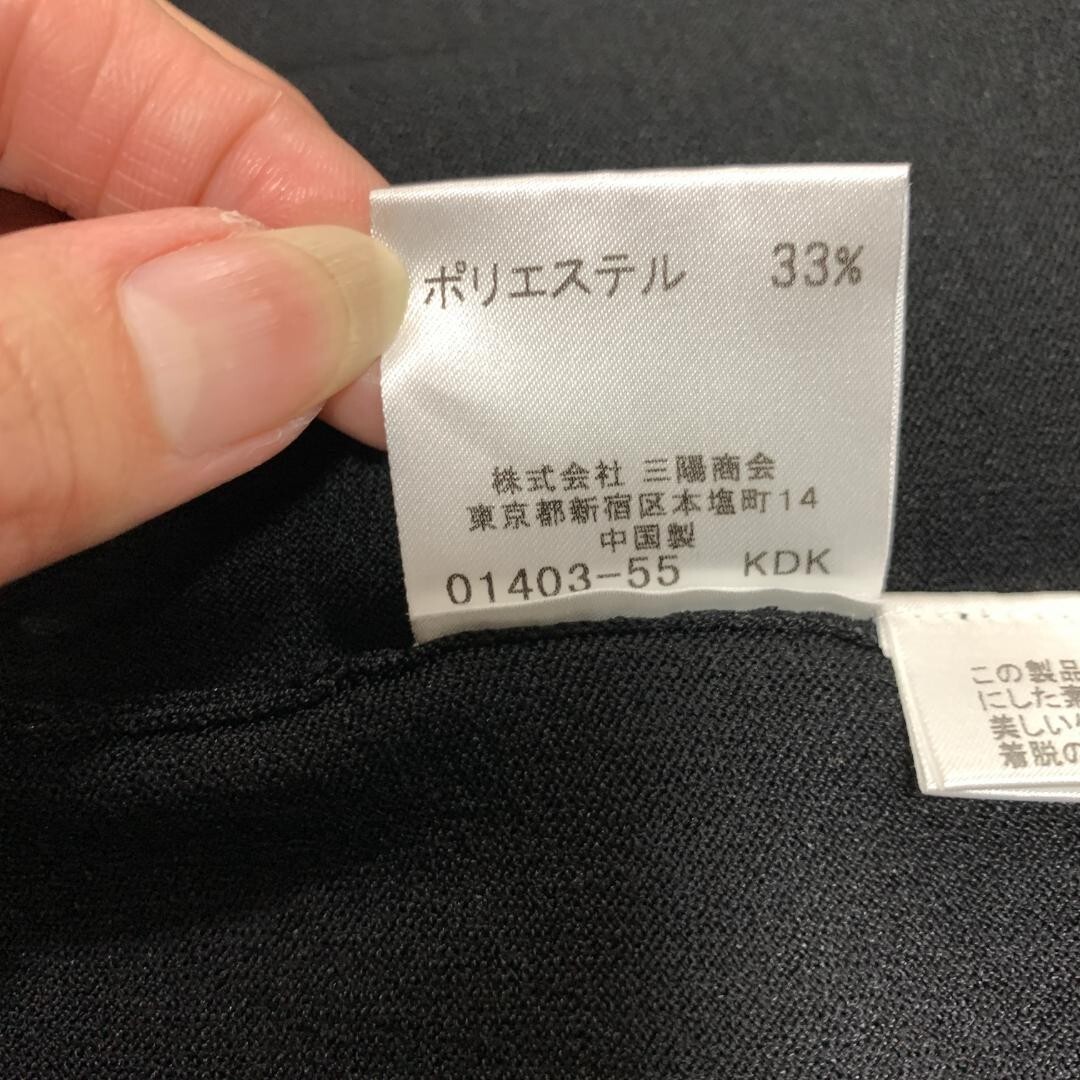 ポリエステル 33%
株式会社 三陽商会
東京都新宿区本塩町14
中国製
01403-55 KDK
この製品
にした素
美しい
着脱の